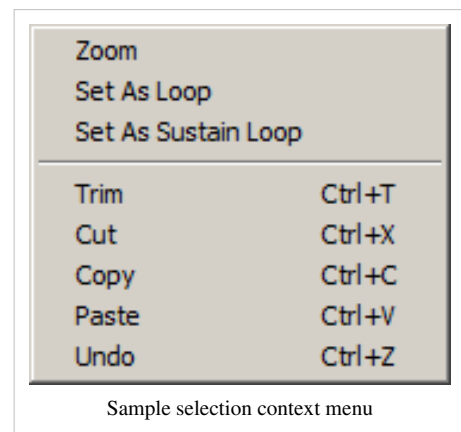 Zoom
Set As Loop
Set As Sustain Loop
Trim Ctrl+T
Cut Ctrl+X
Copy Ctrl+C
Paste Ctrl+V
Undo Ctrl+Z
Sample selection context menu